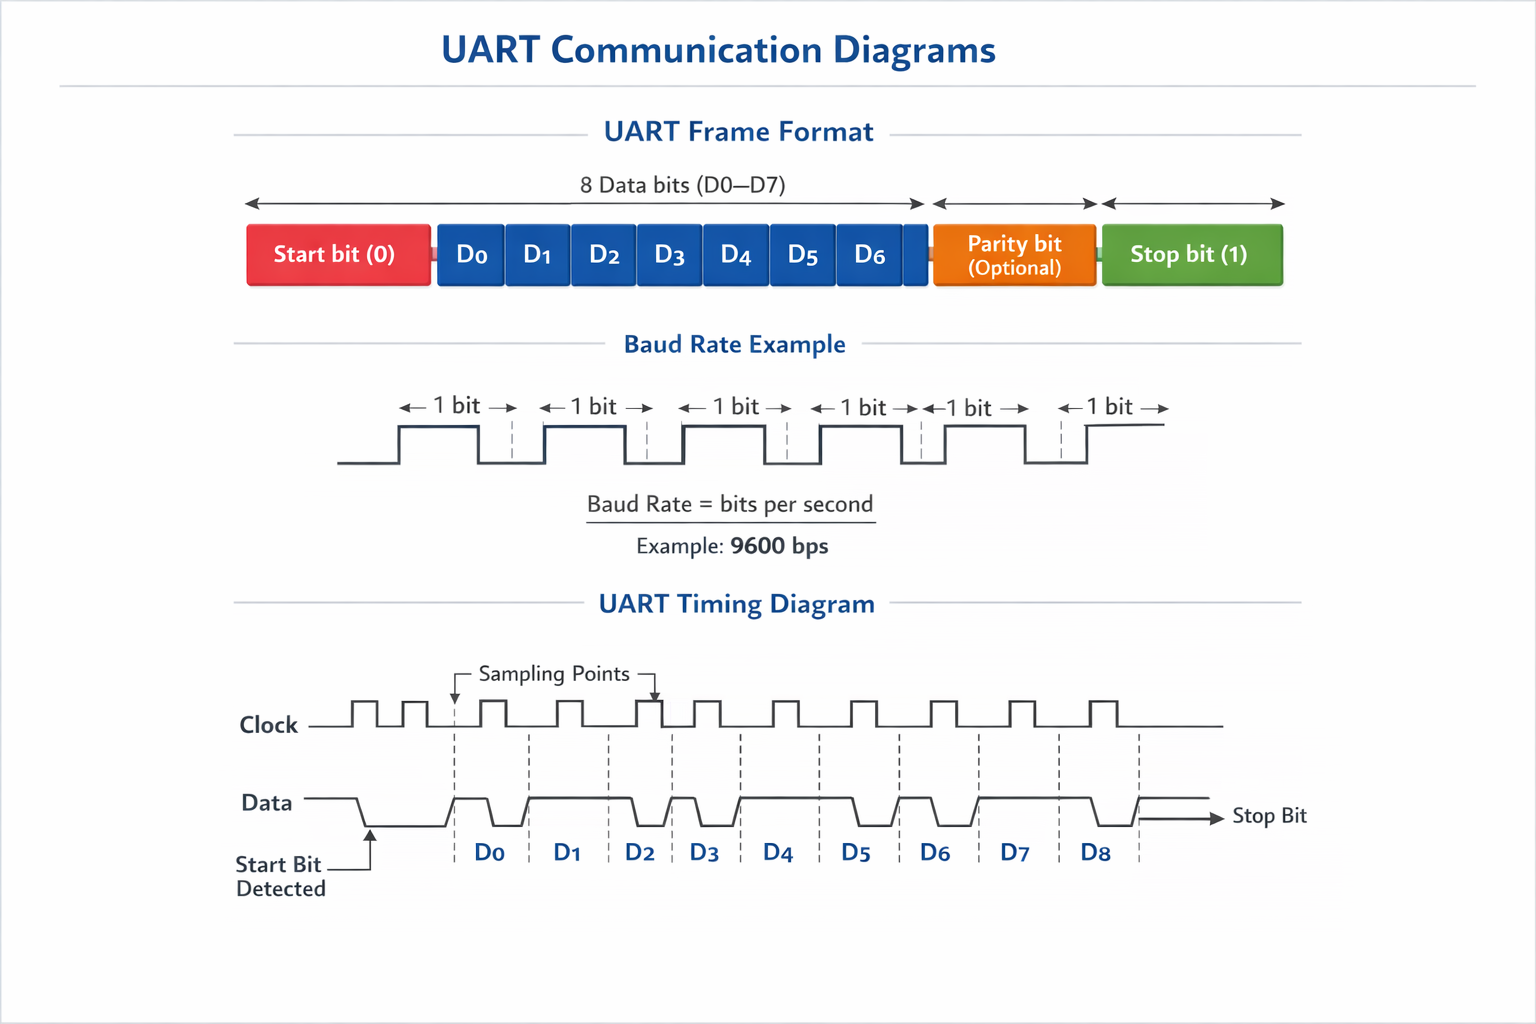 UART Communication Diagrams
UART Frame Format
8 Data bits (D0—D7)
Start bit (0) D0 D1 D2 D3 D4 D5 D6 Parity bit (Optional) Stop bit (1)
Baud Rate Example
1 bit 1 bit 1 bit 1 bit 1 bit 1 bit
Baud Rate = bits per second
Example: 9600 bps
UART Timing Diagram
Sampling Points
Clock
Data
Stop Bit
D0 D1 D2 D3 D4 D5 D6 D7 D8
Start Bit
Detected